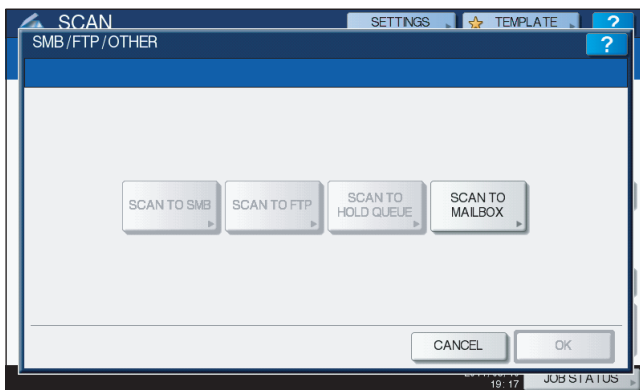 SCAN
SETTINGS
TEMPLATE
?
SMB/FTP/OTHER
?
SCAN TO SMB
SCAN TO FTP
SCAN TO
HOLD QUEUE
SCAN TO
MAILBOX
CANCEL
OK
19:17
JOB STATUS